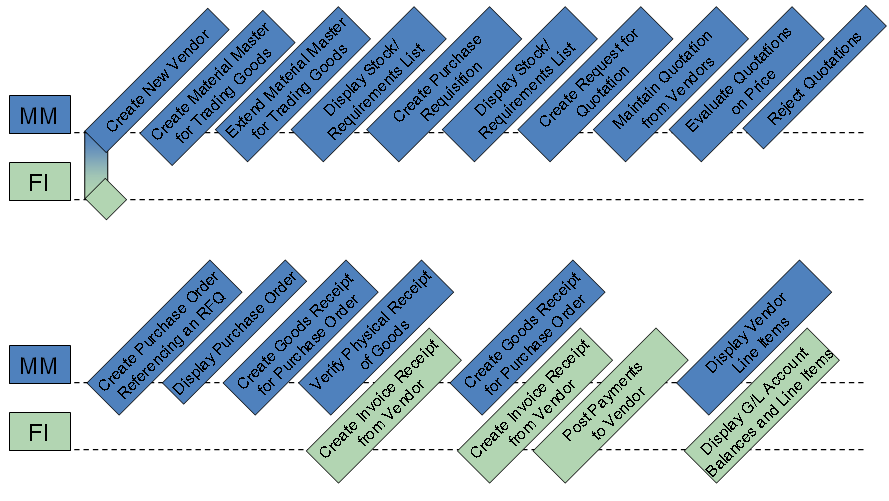 MM
FI
Create New Vendor
Create Material Master
for Trading Goods
Extend Material Master
for Trading Goods
Display Stock/
Requirements List
Create Purchase
Requisition
Display Stock/
Requirements List
Create Request for
Quotation
Maintain Quotation
from Vendors
Evaluate Quotations
on Price
Reject Quotations
MM
FI
Create Purchase Order
Referencing an RFQ
Display Purchase Order
Create Goods Receipt
for Purchase Order
Verify Physical Receipt
of Goods
Create Invoice Receipt
from Vendor
Create Goods Receipt
for Purchase Order
Create Invoice Receipt
from Vendor
Post Payments
to Vendor
Display Vendor
Line Items
Display G/L Account
Balances and Line Items